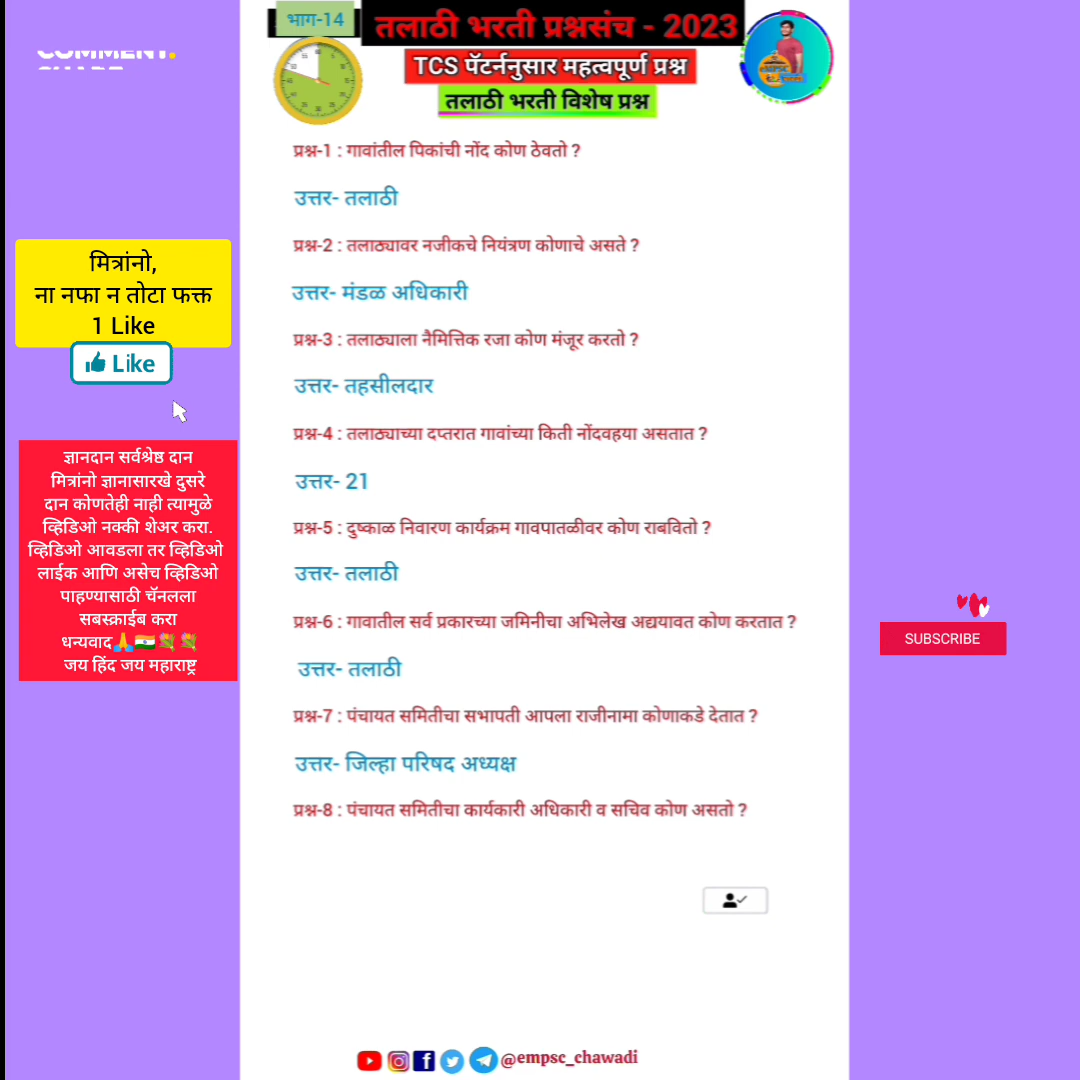 COMMENT.
भाग-14
तलाठी भरती प्रश्नसंच - 2023
TCS पॅटर्ननुसार महत्वपूर्ण प्रश्न
तलाठी भरती विशेष प्रश्न
प्रश्न-1 : गावांतील पिकांची नोंद कोण ठेवतो ?
उत्तर- तलाठी
प्रश्न-2 : तलाठ्यावर नजीकचे नियंत्रण कोणाचे असते ?
उत्तर- मंडळ अधिकारी
प्रश्न-3 : तलाठ्याला नैमित्तिक रजा कोण मंजूर करतो ?
उत्तर- तहसीलदार
प्रश्न-4 : तलाठ्याच्या दप्तरात गावांच्या किती नोंदवहया असतात ?
उत्तर- 21
प्रश्न-5 : दुष्काळ निवारण कार्यक्रम गावपातळीवर कोण राबवितो ?
उत्तर- तलाठी
प्रश्न-6 : गावातील सर्व प्रकारच्या जमिनीचा अभिलेख अद्ययावत कोण करतात ?
उत्तर- तलाठी
प्रश्न-7 : पंचायत समितीचा सभापती आपला राजीनामा कोणाकडे देतात ?
उत्तर- जिल्हा परिषद अध्यक्ष
प्रश्न-8 : पंचायत समितीचा कार्यकारी अधिकारी व सचिव कोण असतो ?
मित्रांनो,
ना नफा न तोटा फक्त
1 Like
Like
ज्ञानदान सर्वश्रेष्ठ दान
मित्रांनो ज्ञानासारखे दुसरे
दान कोणतेही नाही त्यामुळे
व्हिडिओ नक्की शेअर करा.
व्हिडिओ आवडला तर व्हिडिओ
लाईक आणि असेच व्हिडिओ
पाहण्यासाठी चॅनलला
सबस्क्राईब करा
धन्यवाद🙏🇮🇳💐💐
जय हिंद जय महाराष्ट्र
SUBSCRIBE
@empsc_chawadi